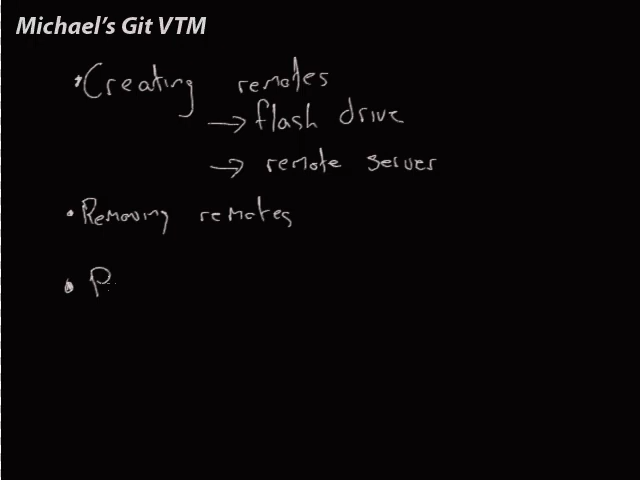 Michael's Git VTM
• Creating remotes
→ flash drive
→ remote server
• Removing remotes
• P